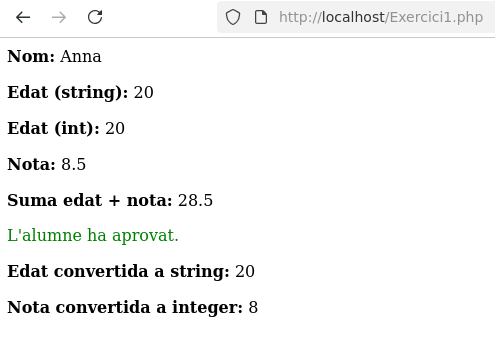 http://localhost/Exercici1.php
Nom: Anna
Edat (string): 20
Edat (int): 20
Nota: 8.5
Suma edat + nota: 28.5
L'alumne ha aprovat.
Edat convertida a string: 20
Nota convertida a integer: 8